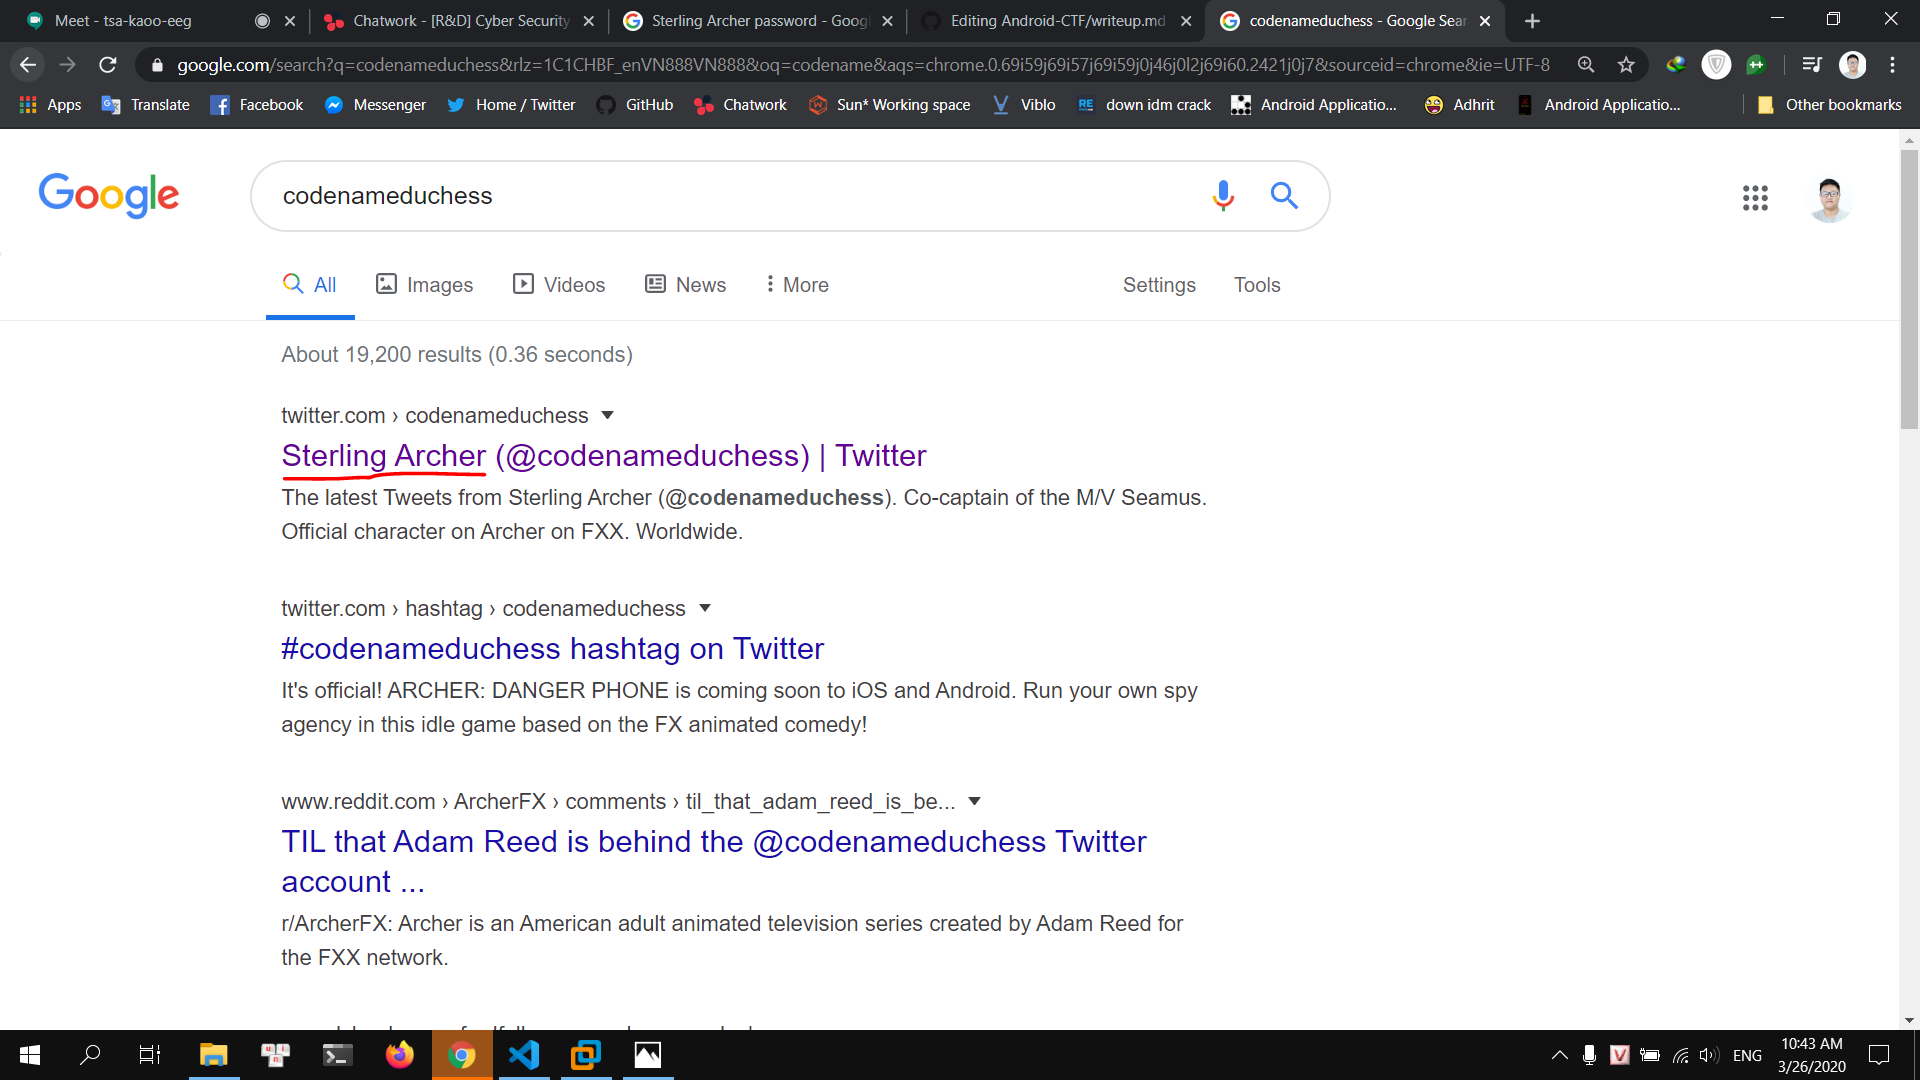 Meet - tsa-kaoo-eeg
Chatwork - [R&D] Cyber Security
Sterling Archer password - Googl
Editing Android-CTF/writeup.md
codenameduchess - Google Sear
google.com/search?q=codenameduchess&rlz=1C1CHBF_enVN888VN888&oq=codename&aqs=chrome.0.69i59j69i57j69i59j0j46j0l2j69i60.2421j0j7&sourceid=chrome&ie=UTF-8
Apps Translate Facebook Messenger Home / Twitter GitHub Chatwork Sun* Working space Viblo RE down idm crack Android Applicatio... Adhrit Android Applicatio... Other bookmarks
Google
codenameduchess
All Images Videos News More Settings Tools
About 19,200 results (0.36 seconds)
twitter.com › codenameduchess
Sterling Archer (@codenameduchess) | Twitter
The latest Tweets from Sterling Archer (@codenameduchess). Co-captain of the M/V Seamus.
Official character on Archer on FXX. Worldwide.
twitter.com › hashtag › codenameduchess
#codenameduchess hashtag on Twitter
It's official! ARCHER: DANGER PHONE is coming soon to iOS and Android. Run your own spy
agency in this idle game based on the FX animated comedy!
www.reddit.com › ArcherFX › comments › til_that_adam_reed_is_be...
TIL that Adam Reed is behind the @codenameduchess Twitter
account ...
r/ArcherFX: Archer is an American adult animated television series created by Adam Reed for
the FXX network.
ENG
10:43 AM
3/26/2020